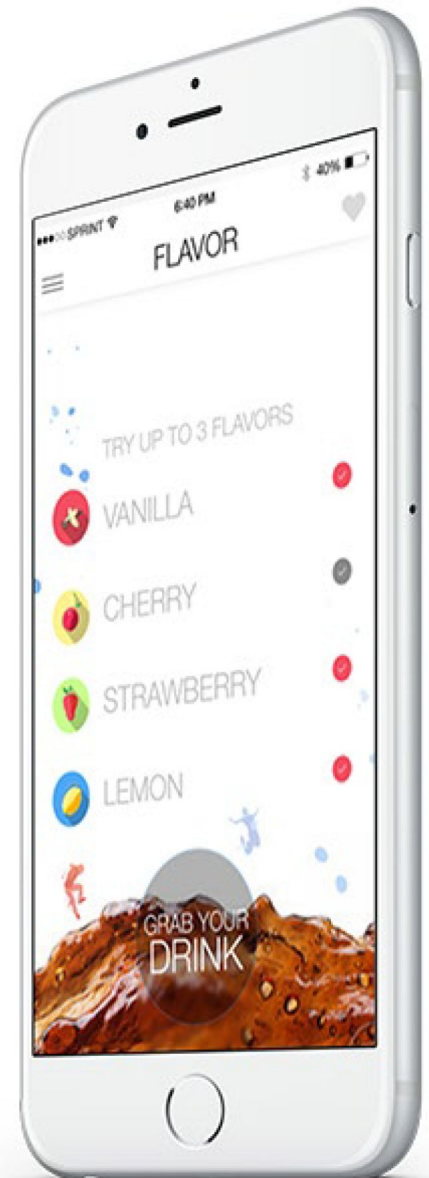 SPRINT 6:40 PM 40%
FLAVOR
TRY UP TO 3 FLAVORS
VANILLA
CHERRY
STRAWBERRY
LEMON
GRAB YOUR
DRINK